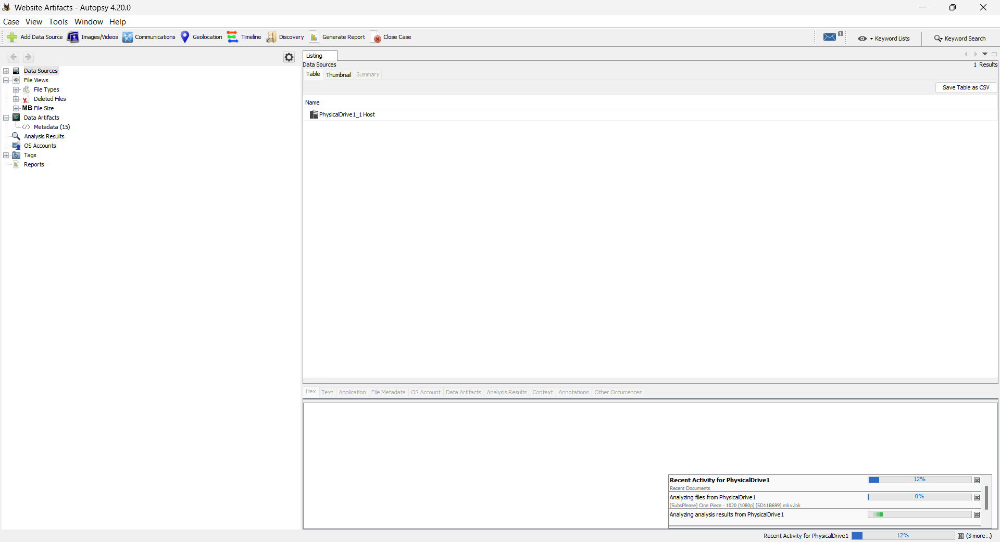 Website Artifacts - Autopsy 4.20.0
Case View Tools Window Help
Add Data Source Images/Videos Communications Geolocation Timeline Discovery Generate Report Close Case 1 Keyword Lists Keyword Search
Listing
Data Sources 1 Results
Table Thumbnail Summary
Save Table as CSV
Name
PhysicalDrive1_1 Host
Data Sources
File Views
File Types
Deleted Files
MB File Size
Data Artifacts
Metadata (15)
Analysis Results
OS Accounts
Tags
Reports
Hex Text Application File Metadata OS Account Data Artifacts Analysis Results Context Annotations Other Occurrences
Recent Activity for PhysicalDrive1 12%
Recent Documents
Analyzing files from PhysicalDrive1 0%
[SubsPlease] One Piece - 1020 (1080p) [5D11B699].mkv.lnk
Analyzing analysis results from PhysicalDrive1
Recent Activity for PhysicalDrive1 12% (3 more...)